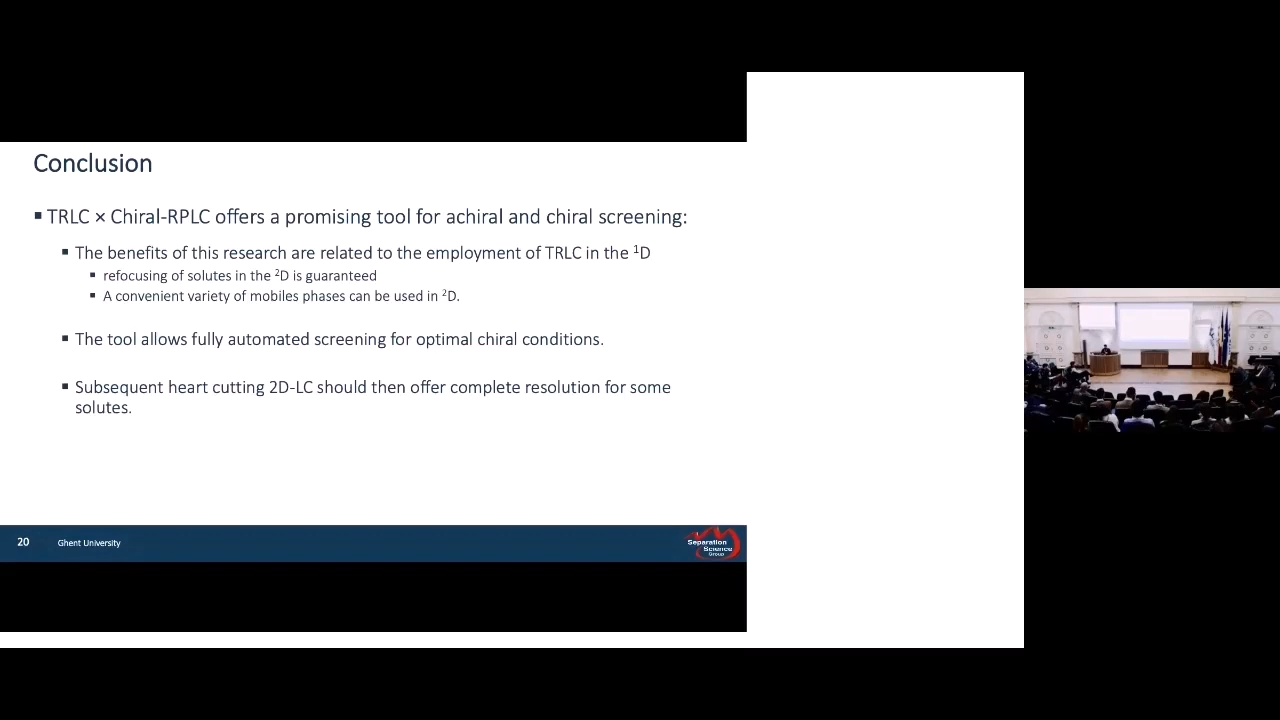 Conclusion
▪ TRLC × Chiral-RPLC offers a promising tool for achiral and chiral screening:
▪ The benefits of this research are related to the employment of TRLC in the ¹D
▪ refocusing of solutes in the ²D is guaranteed
▪ A convenient variety of mobiles phases can be used in ²D.
▪ The tool allows fully automated screening for optimal chiral conditions.
▪ Subsequent heart cutting 2D-LC should then offer complete resolution for some
solutes.
20 Ghent University
Separation
Science
Group